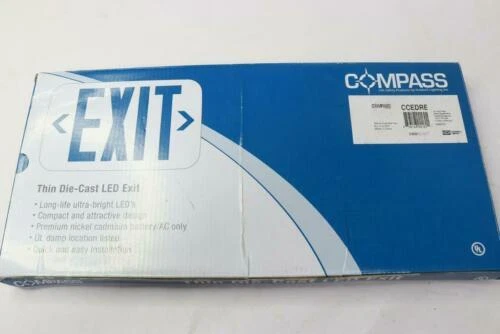 EXIT
COMPASS
Life Safety Products by Hubbell Lighting, Inc.
COMPASS
CCEDRE
Thin Die-Cast LED Exit
• Long-life ultra-bright LED's
• Compact and attractive design
• Premium nickel cadmium battery/AC only
• UL damp location listed
• Quick and easy installation
UL
Thin Die-Cast LED Exit